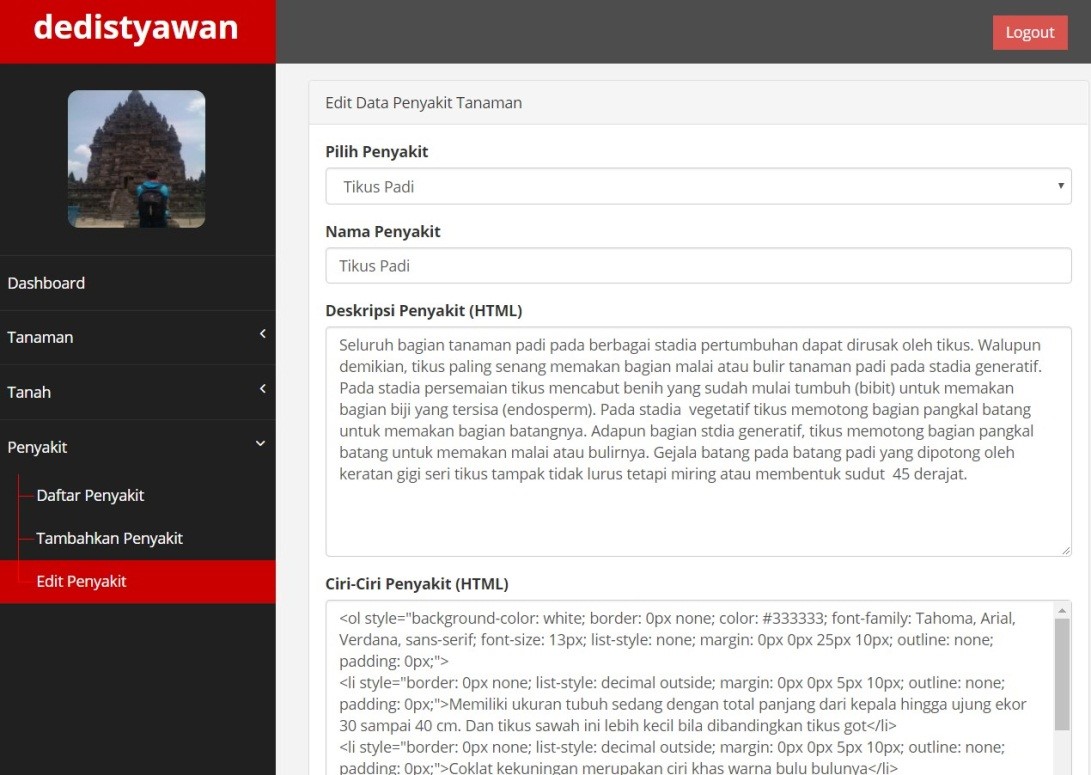 dedistyawan
Logout
Dashboard
Tanaman
Tanah
Penyakit
Daftar Penyakit
Tambahkan Penyakit
Edit Penyakit
Edit Data Penyakit Tanaman
Pilih Penyakit
Tikus Padi
Nama Penyakit
Tikus Padi
Deskripsi Penyakit (HTML)
Seluruh bagian tanaman padi pada berbagai stadia pertumbuhan dapat dirusak oleh tikus. Walupun
demikian, tikus paling senang memakan bagian malai atau bulir tanaman padi pada stadia generatif.
Pada stadia persemaian tikus mencabut benih yang sudah mulai tumbuh (bibit) untuk memakan
bagian biji yang tersisa (endosperm). Pada stadia  vegetatif tikus memotong bagian pangkal batang
untuk memakan bagian batangnya. Adapun bagian stdia generatif, tikus memotong bagian pangkal
batang untuk memakan malai atau bulirnya. Gejala batang pada batang padi yang dipotong oleh
keratan gigi seri tikus tampak tidak lurus tetapi miring atau membentuk sudut  45 derajat.
Ciri-Ciri Penyakit (HTML)
<ol style="background-color: white; border: 0px none; color: #333333; font-family: Tahoma, Arial,
Verdana, sans-serif; font-size: 13px; list-style: none; margin: 0px 0px 25px 10px; outline: none;
padding: 0px;">
<li style="border: 0px none; list-style: decimal outside; margin: 0px 0px 5px 10px; outline: none;
padding: 0px;">Memiliki ukuran tubuh sedang dengan total panjang dari kepala hingga ujung ekor
30 sampai 40 cm. Dan tikus sawah ini lebih kecil bila dibandingkan tikus got</li>
<li style="border: 0px none; list-style: decimal outside; margin: 0px 0px 5px 10px; outline: none;
padding: 0px;">Coklat kekuningan merupakan ciri khas warna bulu bulunya</li>